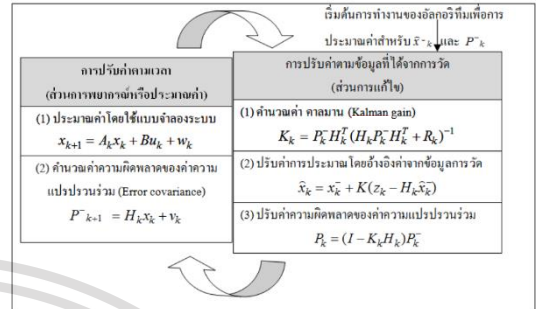 เริ่มต้นการทำงานของอัลกอริทึมเพื่อการ
ประมาณค่าสำหรับ x̂⁻ₖ และ P⁻ₖ
การปรับค่าตามเวลา
(ส่วนการพยากรณ์หรือประมาณค่า)
(1) ประมาณค่าโดยใช้แบบจำลองระบบ
xₖ₊₁ = Aₖxₖ + Buₖ + wₖ
(2) คำนวณค่าความผิดพลาดของค่าความ
แปรปรวนร่วม (Error covariance)
P⁻ₖ₊₁ = Hₖxₖ + vₖ
การปรับค่าตามข้อมูลที่ได้จากการวัด
(ส่วนการแก้ไข)
(1) คำนวณค่า คาลมาน (Kalman gain)
Kₖ = Pₖ⁻Hₖᵀ(HₖPₖ⁻Hₖᵀ + Rₖ)⁻¹
(2) ปรับค่าการประมาณ โดยอ้างอิงค่าจากข้อมูลการวัด
x̂ₖ = xₖ⁻ + K(zₖ − Hₖx̂ₖ⁻)
(3) ปรับค่าความผิดพลาดของค่าความแปรปรวนร่วม
Pₖ = (I − KₖHₖ)Pₖ⁻